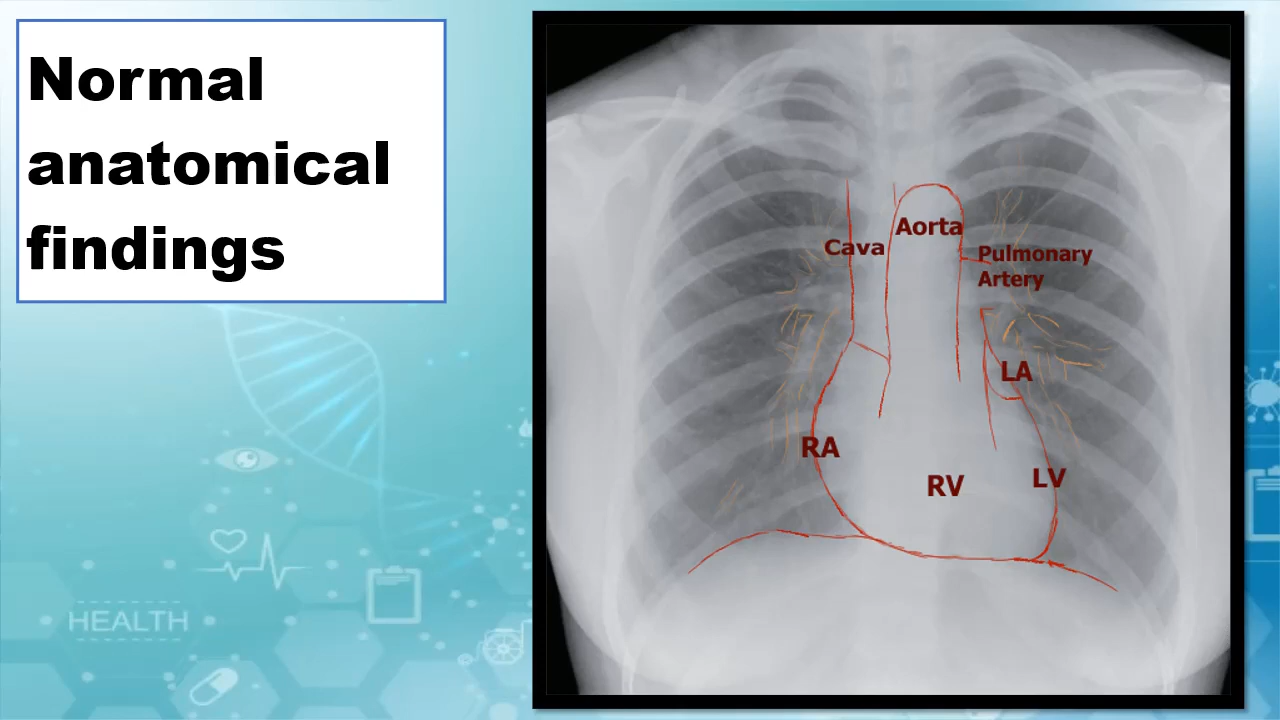 Normal
anatomical
findings
Aorta
Cava
Pulmonary
Artery
LA
RA
RV
LV
HEALTH